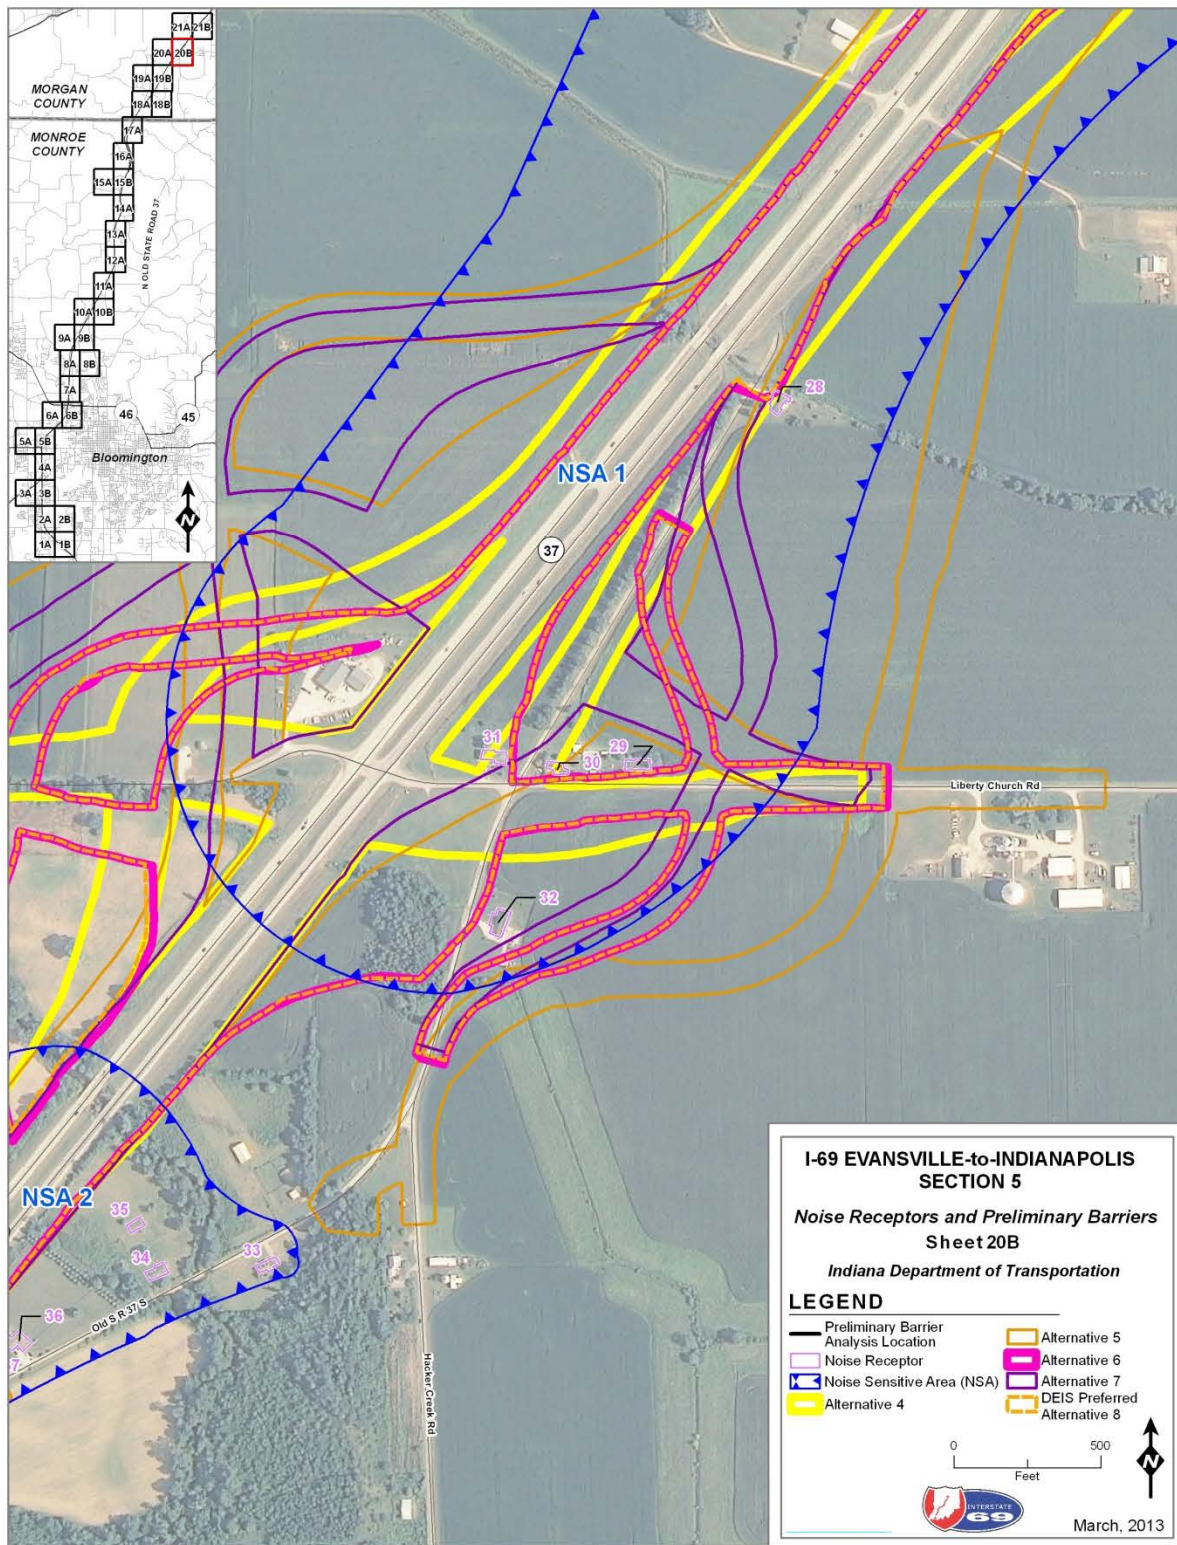 21A 21B
20A 20B
19A 19B
18A 18B
MORGAN
COUNTY
MONROE
COUNTY
17A
16A
15A 15B
14A
13A
12A
11A
10A 10B
9A 9B
8A 8B
7A
6A 6B
5A 5B
4A
3A 3B
2A 2B
1A 1B
N OLD STATE ROAD 37
46
45
Bloomington
N
28
NSA 1
37
31
30
29
Liberty Church Rd
32
NSA 2
35
34
33
36
7
Old S R 37 S
Hacker Creek Rd
I-69 EVANSVILLE-to-INDIANAPOLIS
SECTION 5
Noise Receptors and Preliminary Barriers
Sheet 20B
Indiana Department of Transportation
LEGEND
Preliminary Barrier
Analysis Location
Noise Receptor
Noise Sensitive Area (NSA)
Alternative 4
Alternative 5
Alternative 6
Alternative 7
DEIS Preferred
Alternative 8
0 500
Feet
N
INTERSTATE
69
March, 2013